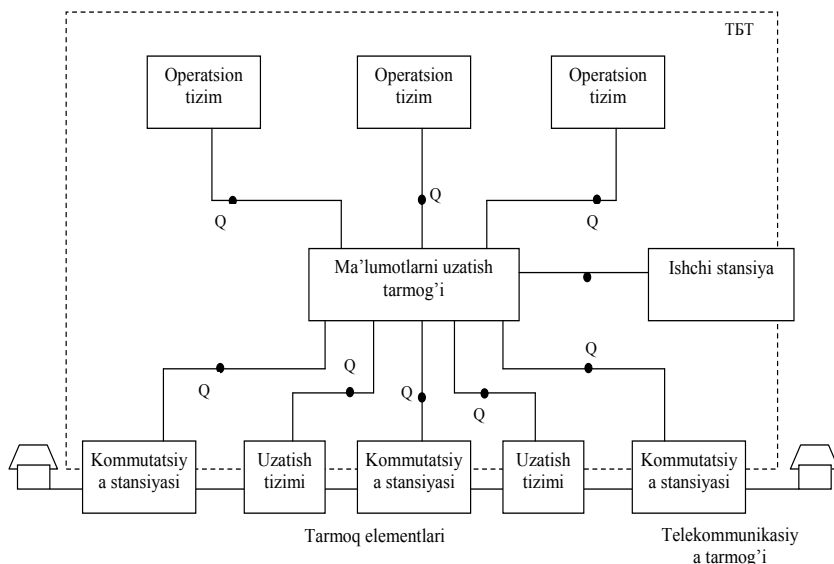 ТБТ
Operatsion
tizim
Operatsion
tizim
Operatsion
tizim
Q
Q
Q
Ma’lumotlarni uzatish
tarmog’i
Ishchi stansiya
Q
Q
Q
Q
Q
Kommutatsiy
a stansiyasi
Uzatish
tizimi
Kommutatsiy
a stansiyasi
Uzatish
tizimi
Kommutatsiy
a stansiyasi
Tarmoq elementlari
Telekommunikasiy
a tarmog’i